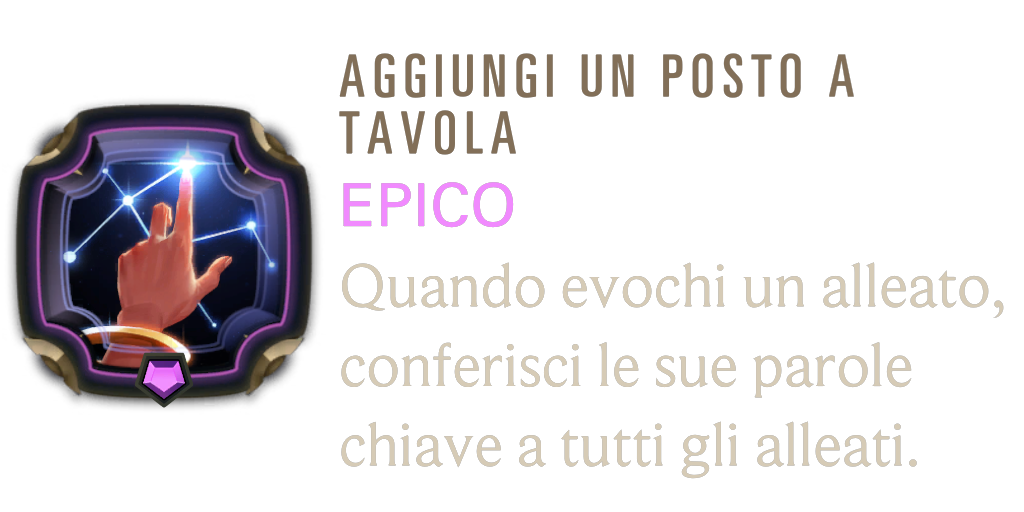 AGGIUNGI UN POSTO A
TAVOLA
EPICO
Quando evochi un alleato,
conferisci le sue parole
chiave a tutti gli alleati.